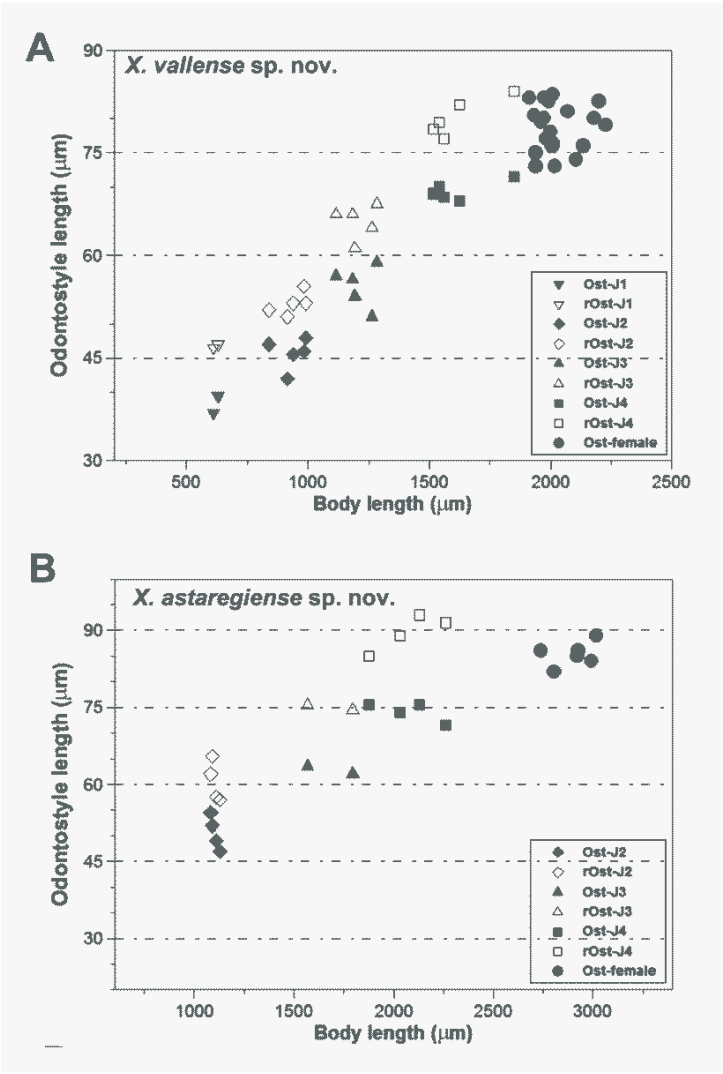 A
X. vallense sp. nov.
90
75
60
45
30
Odontostyle length (µm)
Ost-J1
rOst-J1
Ost-J2
rOst-J2
Ost-J3
rOst-J3
Ost-J4
rOst-J4
Ost-female
500 1000 1500 2000 2500
Body length (µm)
B
X. astaregiense sp. nov.
90
75
60
45
30
Odontostyle length (µm)
Ost-J2
rOst-J2
Ost-J3
rOst-J3
Ost-J4
rOst-J4
Ost-female
1000 1500 2000 2500 3000
Body length (µm)